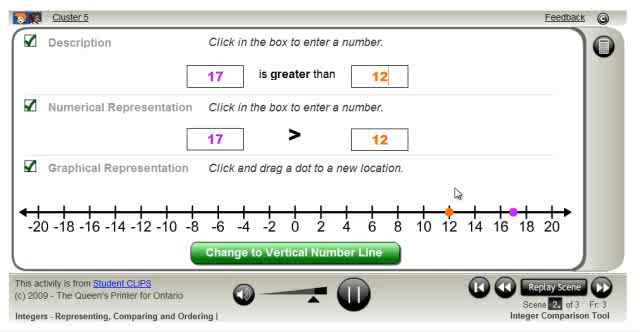 Cluster 5
Feedback
Description
Click in the box to enter a number.
17 is greater than 12
Numerical Representation
Click in the box to enter a number.
17 > 12
Graphical Representation
Click and drag a dot to a new location.
-20 -18 -16 -14 -12 -10 -8 -6 -4 -2 0 2 4 6 8 10 12 14 16 18 20
Change to Vertical Number Line
This activity is from Student CLIPS
(c) 2009 - The Queen's Printer for Ontario
Replay Scene
Scene 2 of 3 Fr: 3
Integers - Representing, Comparing and Ordering |
Integer Comparison Tool